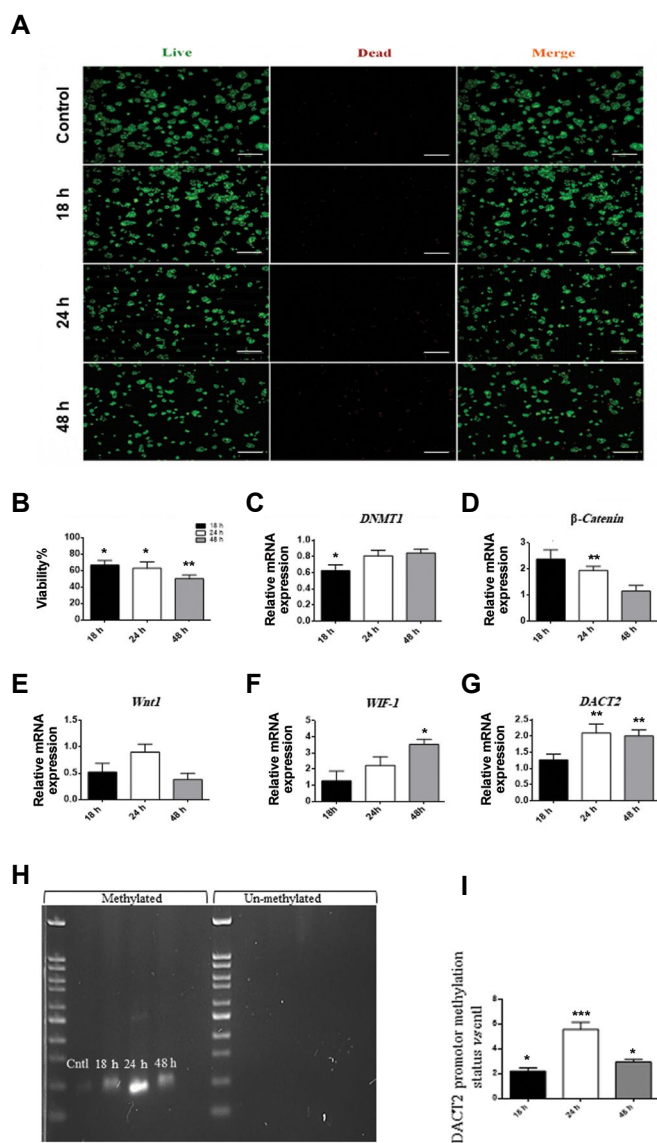 A
Live Dead Merge
Control
18 h
24 h
48 h
B
Viability%
100
80
60
40
20
0
* * **
18 h
24 h
48 h
18 h 24 h 48 h
C
DNMT1
Relative mRNA
expression
1.0
0.8
0.6
0.4
0.2
0.0
*
18 h 24 h 48 h
D
β-Catenin
Relative mRNA
expression
3
2
1
0
**
18 h 24 h 48 h
E
Wnt1
Relative mRNA
expression
1.5
1.0
0.5
0.0
18 h 24 h 48 h
F
WIF-1
Relative mRNA
expression
5
4
3
2
1
0
*
18h 24h 48h
G
DACT2
Relative mRNA
expression
2.5
2.0
1.5
1.0
0.5
0
** **
18 h 24 h 48 h
H
Methylated Un-methylated
Cntl 18 h 24 h 48 h
I
DACT2 promotor methylation
status vs cntl
8
6
4
2
0
* *** *
18 h 24 h 48 h